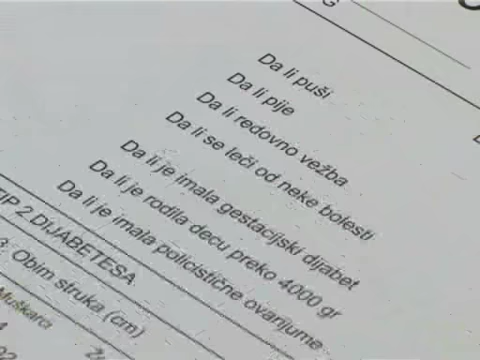 G
Da li puši
Da li pije
Da li redovno vežba
Da li se leči od neke bolesti
Da li je imala gestacijski dijabet
Da li je rodila decu preko 4000 gr
Da li je imala policistične ovarijume
TIP 2 DIJABETESA
3. Obim struka (cm)
Muškarci